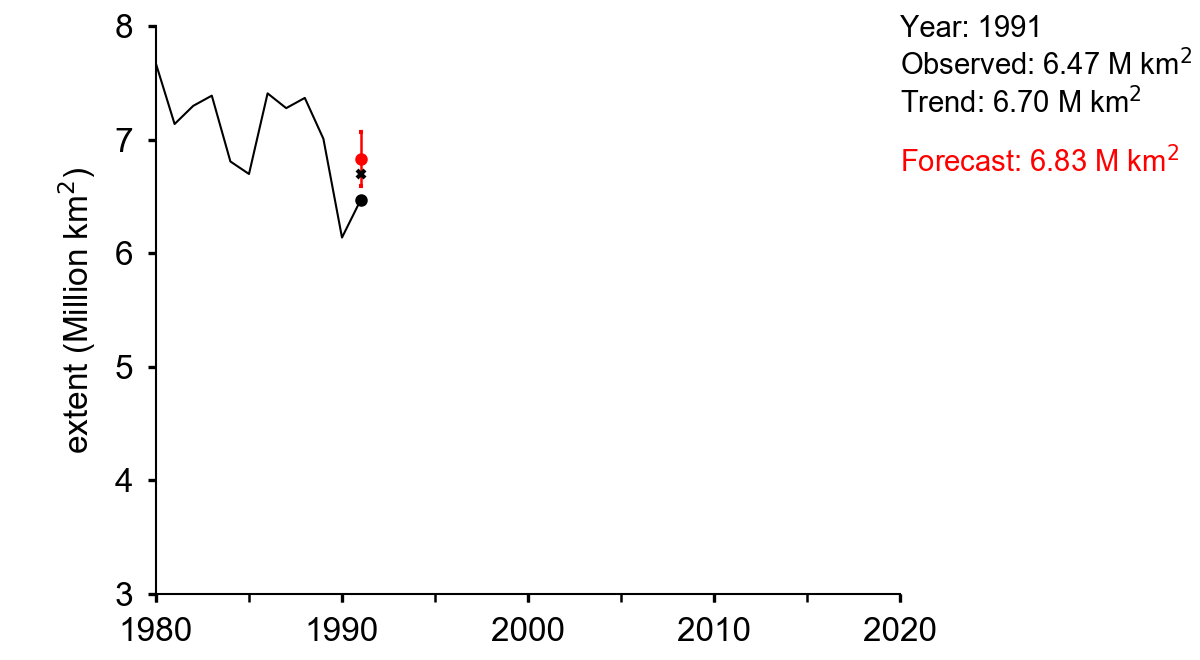 Year: 1991
Observed: 6.47 M km²
Trend: 6.70 M km²
Forecast: 6.83 M km²
extent (Million km²)
8
7
6
5
4
3
1980 1990 2000 2010 2020